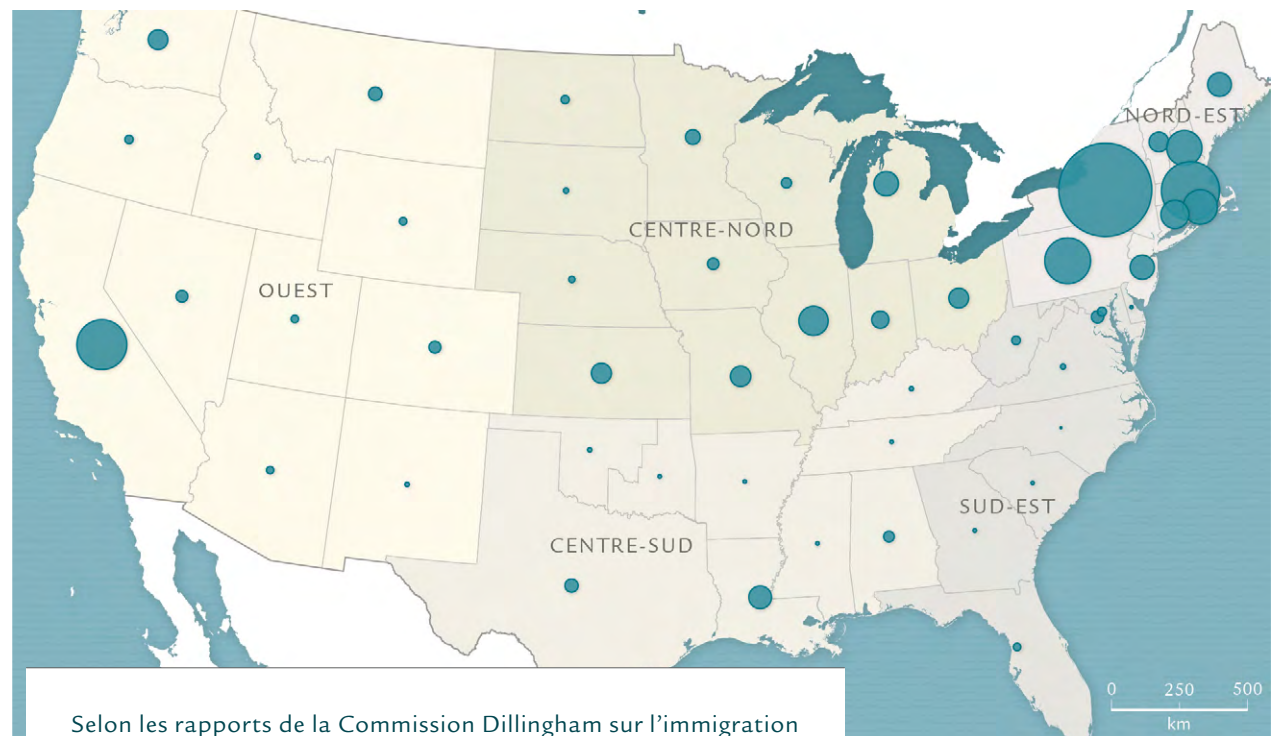 NORD-EST
CENTRE-NORD
OUEST
SUD-EST
CENTRE-SUD
0 250 500
km
Selon les rapports de la Commission Dillingham sur l’immigration